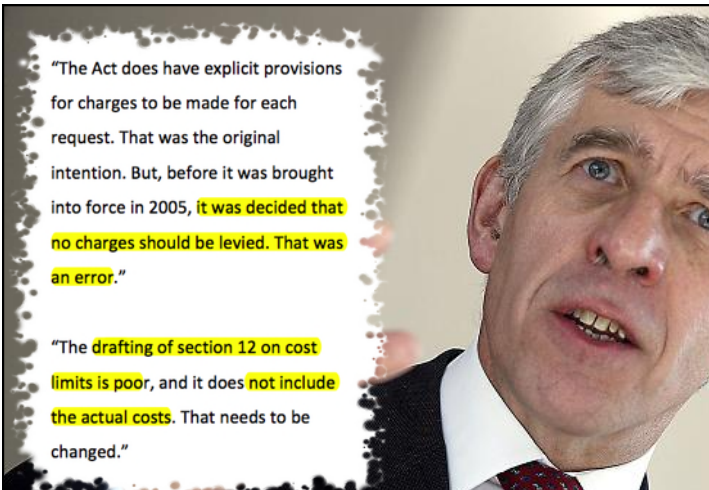 “The Act does have explicit provisions
for charges to be made for each
request. That was the original
intention. But, before it was brought
into force in 2005, it was decided that
no charges should be levied. That was
an error.”
“The drafting of section 12 on cost
limits is poor, and it does not include
the actual costs. That needs to be
changed.”